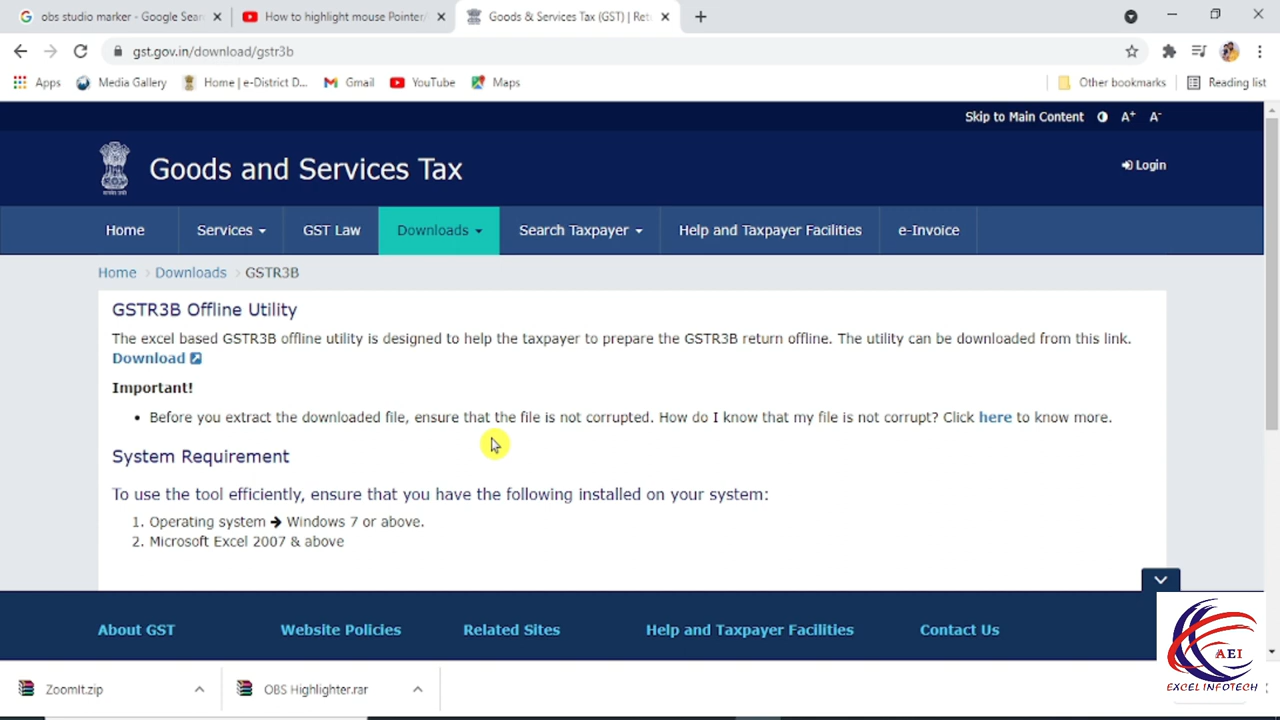 obs studio marker - Google Sear
How to highlight mouse Pointer/
Goods & Services Tax (GST) | Ret
gst.gov.in/download/gstr3b
Apps
Media Gallery
Home | e-District D...
Gmail
YouTube
Maps
Other bookmarks
Reading list
Skip to Main Content
A+
A-
Goods and Services Tax
Login
Home
Services
GST Law
Downloads
Search Taxpayer
Help and Taxpayer Facilities
e-Invoice
Home > Downloads > GSTR3B
GSTR3B Offline Utility
The excel based GSTR3B offline utility is designed to help the taxpayer to prepare the GSTR3B return offline. The utility can be downloaded from this link.
Download
Important!
• Before you extract the downloaded file, ensure that the file is not corrupted. How do I know that my file is not corrupt? Click here to know more.
System Requirement
To use the tool efficiently, ensure that you have the following installed on your system:
1. Operating system → Windows 7 or above.
2. Microsoft Excel 2007 & above
About GST
Website Policies
Related Sites
Help and Taxpayer Facilities
Contact Us
AEI
EXCEL INFOTECH
ZoomIt.zip
OBS Highlighter.rar